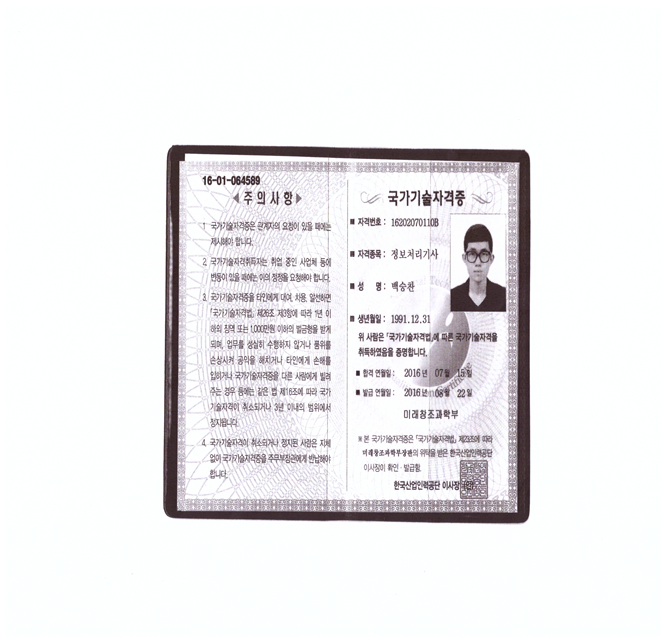 16-01-064589
◀주 의 사 항▶
1. 국가기술자격증은 관계자의 요청이 있을 때에는
제시해야 합니다.
2. 국가기술자격취득자는 취업 중인 사업체 등에
변동이 있을 때에는 이의 정정을 요청해야 합니다.
3. 국가기술자격증을 타인에게 대여, 차용, 알선하면
「국가기술자격법」 제26조 제3항에 따라 1년 이
하의 징역 또는 1,000만원 이하의 벌금형을 받게
되며, 업무를 성실히 수행하지 않거나 품위를
손상시켜 공익을 해치거나 타인에게 손해를
입히거나 국가기술자격증을 다른 사람에게 빌려
주는 경우 등에는 같은 법 제16조에 따라 국가
기술자격이 취소되거나 3년 이내의 범위에서
정지됩니다.
4. 국가기술자격이 취소되거나 정지된 사람은 지체
없이 국가기술자격증을 주무부장관에게 반납해야
합니다.
국가기술자격증
■ 자격번호 : 16202070110B
■ 자격종목 : 정보처리기사
■ 성 명 : 백승찬
■ 생년월일 : 1991.12.31
위 사람은 「국가기술자격법」에 따른 국가기술자격을
취득하였음을 증명합니다.
■ 합격 연월일 : 2016 년 07 월 15 일
■ 발급 연월일 : 2016 년 08 월 22 일
미래창조과학부
※ 본 국가기술자격증은 「국가기술자격법」 제23조에 따라
미래창조과학부장관의 위탁을 받은 한국산업인력공단
이사장이 확인·발급함.
한국산업인력공단 이사장